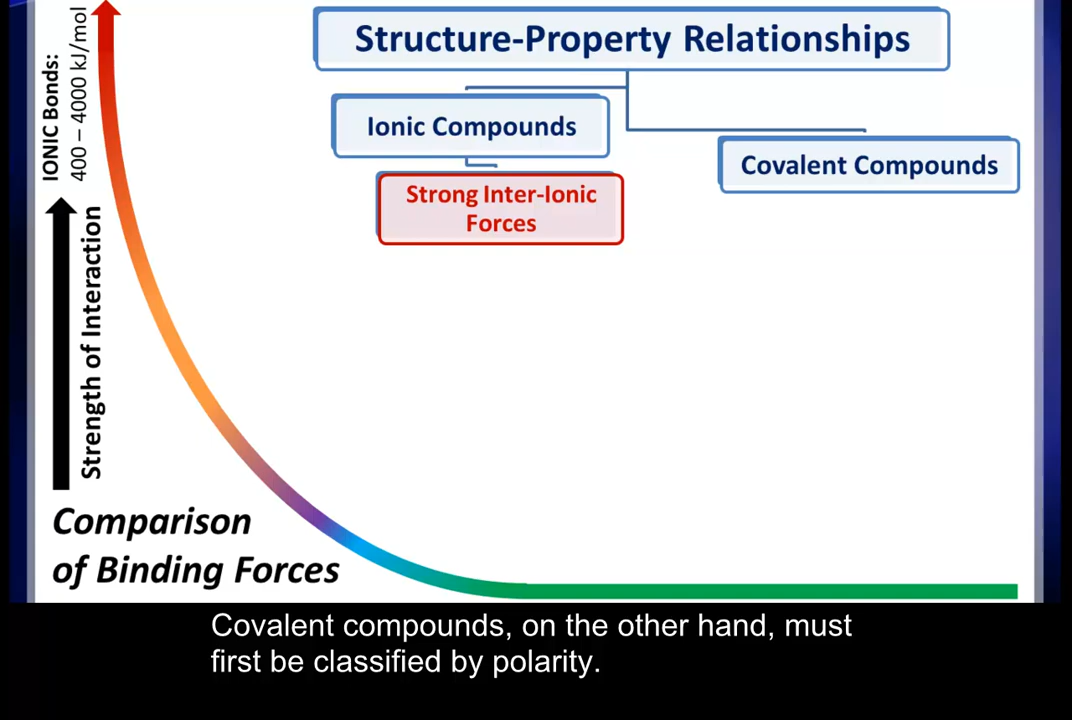 Structure-Property Relationships
Ionic Compounds
Covalent Compounds
Strong Inter-Ionic
Forces
IONIC Bonds:
400 – 4000 kJ/mol
Strength of Interaction
Comparison
of Binding Forces
Covalent compounds, on the other hand, must
first be classified by polarity.